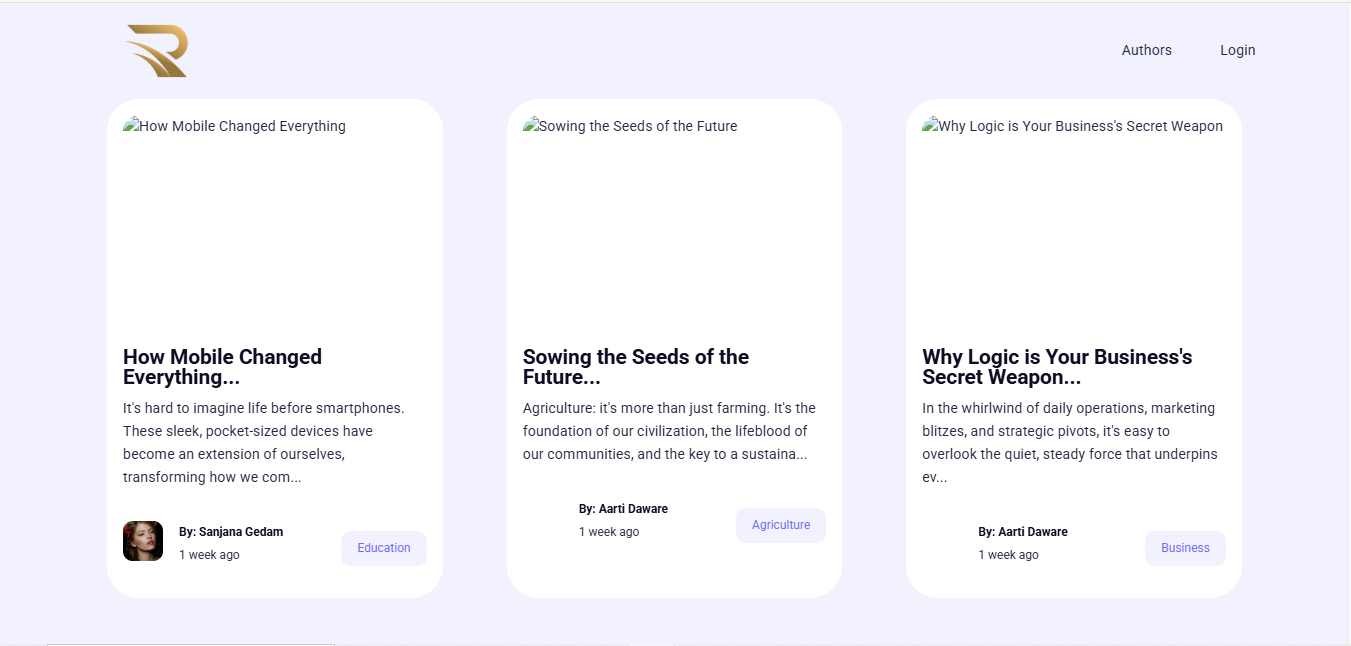 Authors
Login
How Mobile Changed Everything
Sowing the Seeds of the Future
Why Logic is Your Business's Secret Weapon
How Mobile Changed
Everything...
It's hard to imagine life before smartphones.
These sleek, pocket-sized devices have
become an extension of ourselves,
transforming how we com...
By: Sanjana Gedam
1 week ago
Education
Sowing the Seeds of the
Future...
Agriculture: it's more than just farming. It's the
foundation of our civilization, the lifeblood of
our communities, and the key to a sustaina...
By: Aarti Daware
1 week ago
Agriculture
Why Logic is Your Business's
Secret Weapon...
In the whirlwind of daily operations, marketing
blitzes, and strategic pivots, it's easy to
overlook the quiet, steady force that underpins
ev...
By: Aarti Daware
1 week ago
Business